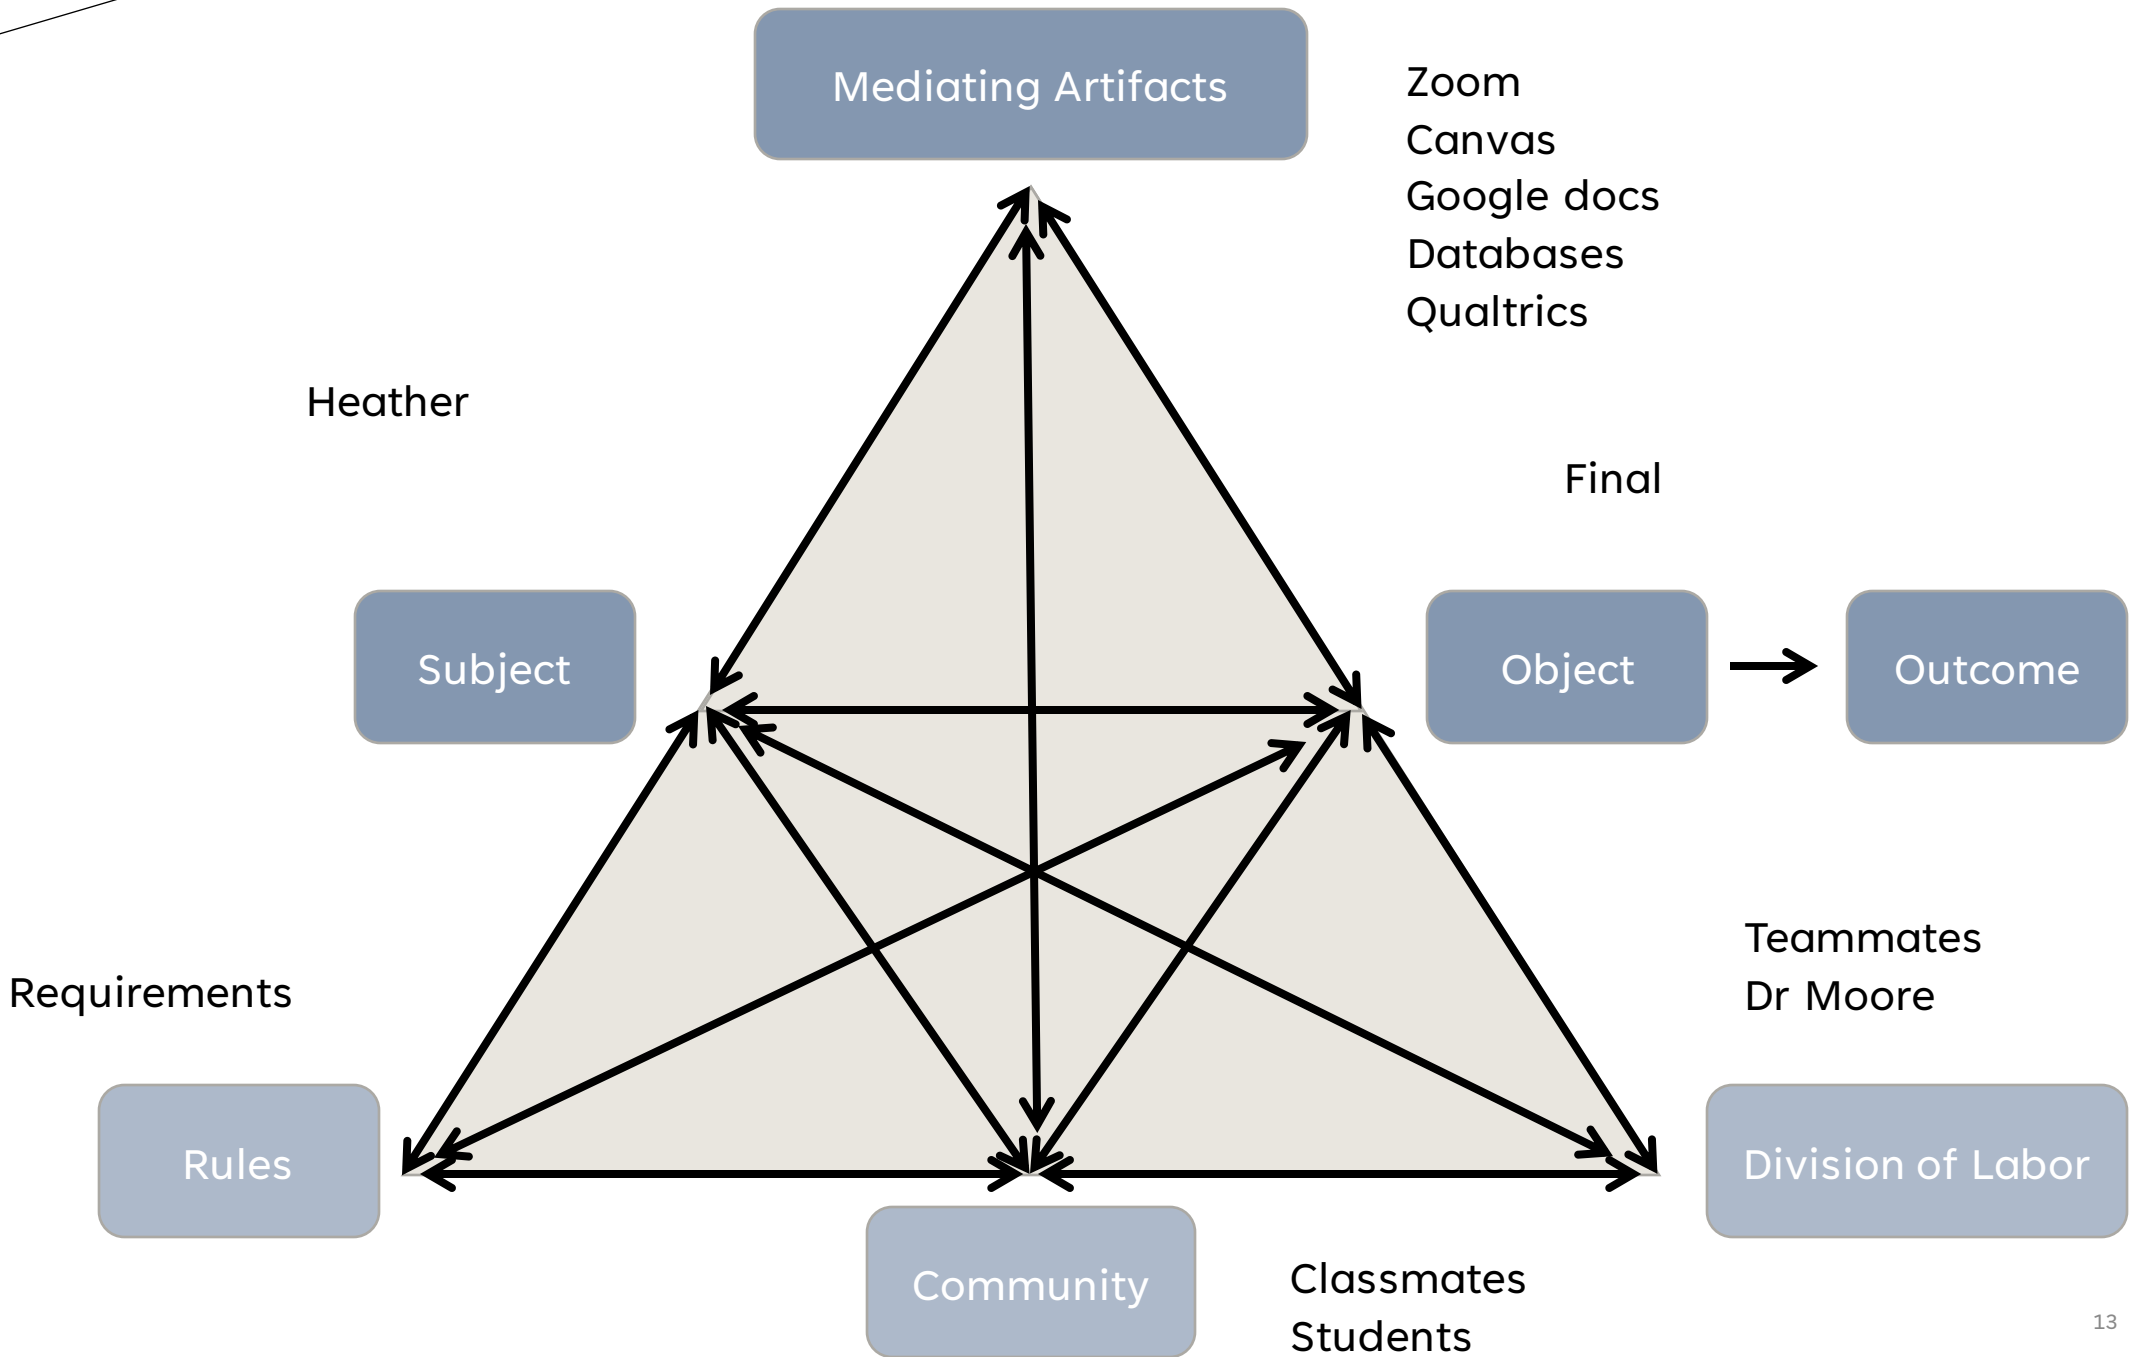 Mediating Artifacts
Zoom
Canvas
Google docs
Databases
Qualtrics
Heather
Final
Subject
Object
Outcome
Teammates
Dr Moore
Requirements
Rules
Division of Labor
Community
Classmates
Students
13